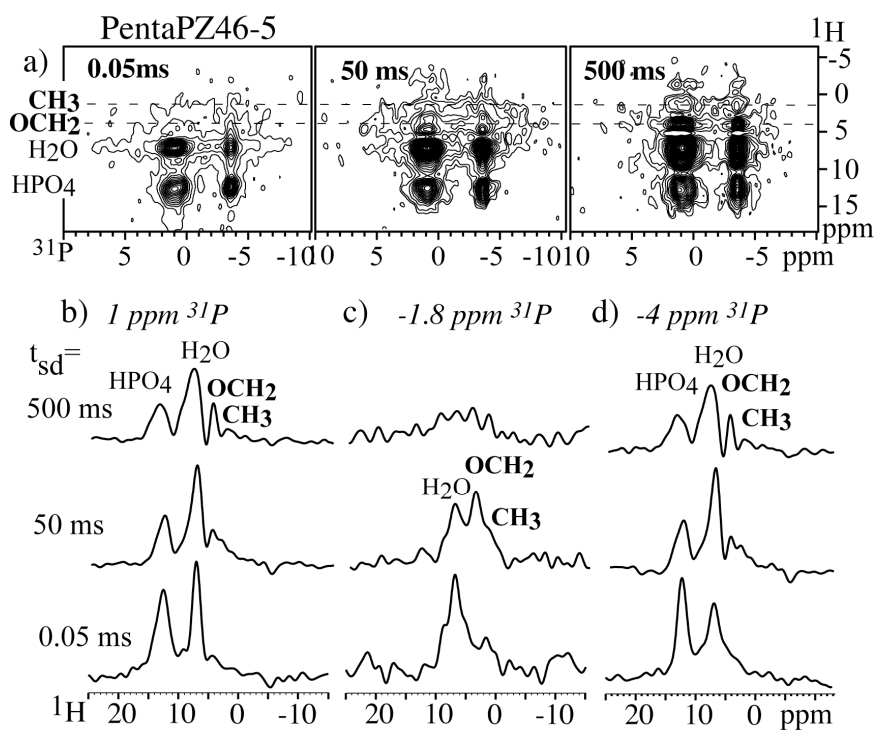 PentaPZ46-5
¹H
a) 0.05ms 50 ms 500 ms -5
0
CH3
OCH2 5
H2O
10
HPO4
15
ppm
³¹P 5 0 -5 -10 10 5 0 -5 -10 10 5 0 -5 ppm
b) 1 ppm ³¹P c) -1.8 ppm ³¹P d) -4 ppm ³¹P
tsd=
H2O H2O
HPO4 OCH2 HPO4 OCH2
500 ms CH3 CH3
OCH2
H2O
50 ms CH3
0.05 ms
¹H 20 10 0 -10 20 10 0 -10 20 10 0 ppm